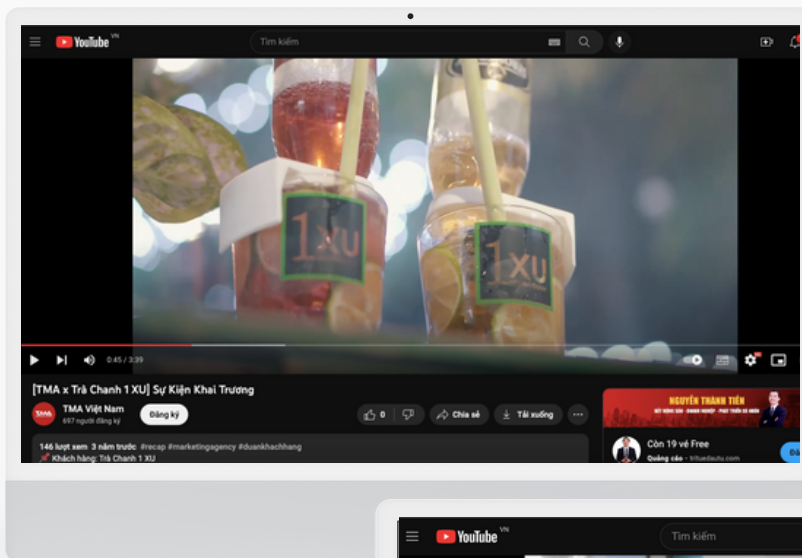 YouTube VN
Tìm kiếm
1XU
1XU
0:45 / 3:39
[TMA x Trà Chanh 1 XU] Sự Kiện Khai Trương
TMA
TMA Việt Nam
697 người đăng ký
Đăng ký
0
Chia sẻ
Tải xuống
146 lượt xem 3 năm trước #recap #marketingagency #duankhachhang
Khách hàng: Trà Chanh 1 XU
NGUYỄN THÀNH TIẾN
Còn 19 vé Free
Quảng cáo - trituedautu.com
YouTube VN
Tìm kiếm